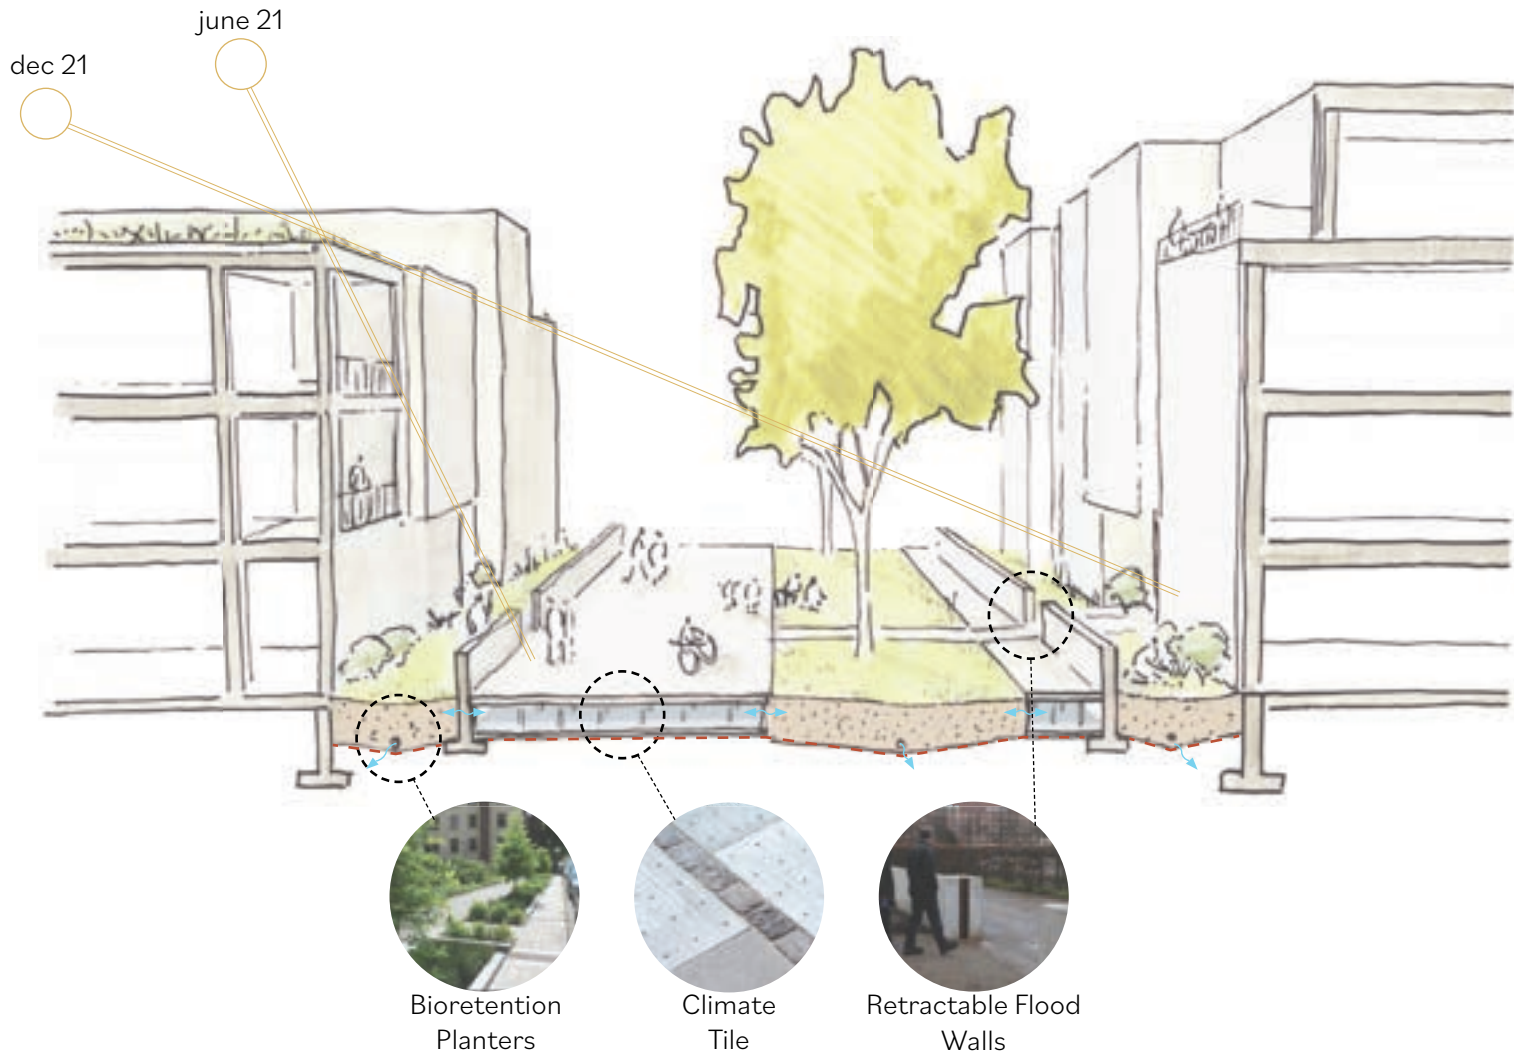 june 21
dec 21
Bioretention
Planters
Climate
Tile
Retractable Flood
Walls